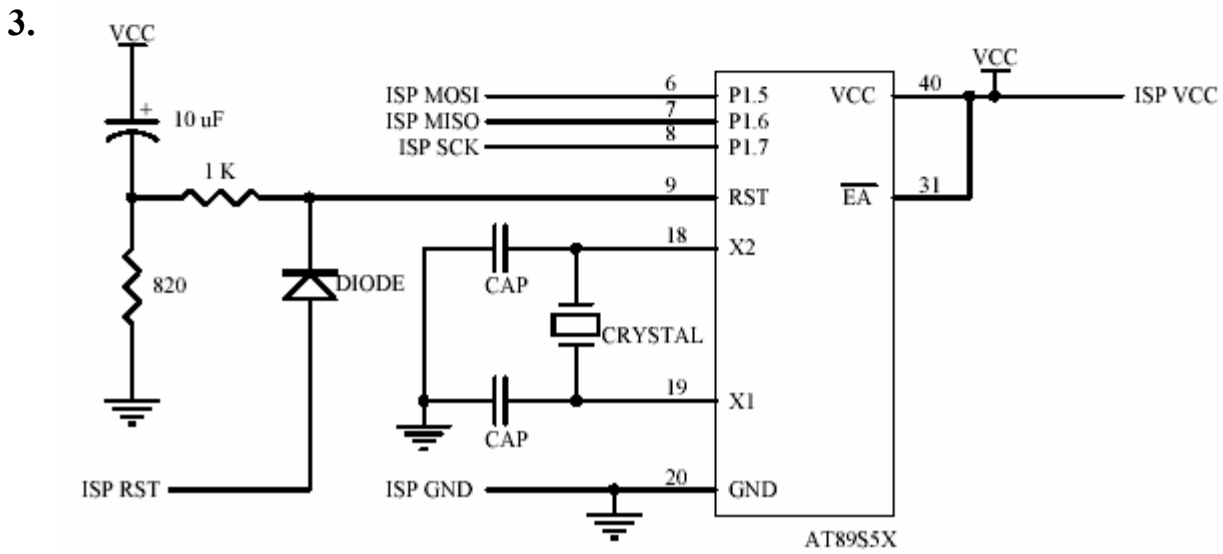 3.
VCC
10 uF
+
1 K
820
DIODE
ISP RST
ISP MOSI
ISP MISO
ISP SCK
6
7
8
9
18
19
20
CAP
CRYSTAL
CAP
ISP GND
P1.5
P1.6
P1.7
RST
X2
X1
GND
VCC
EA
40
31
VCC
ISP VCC
AT89S5X